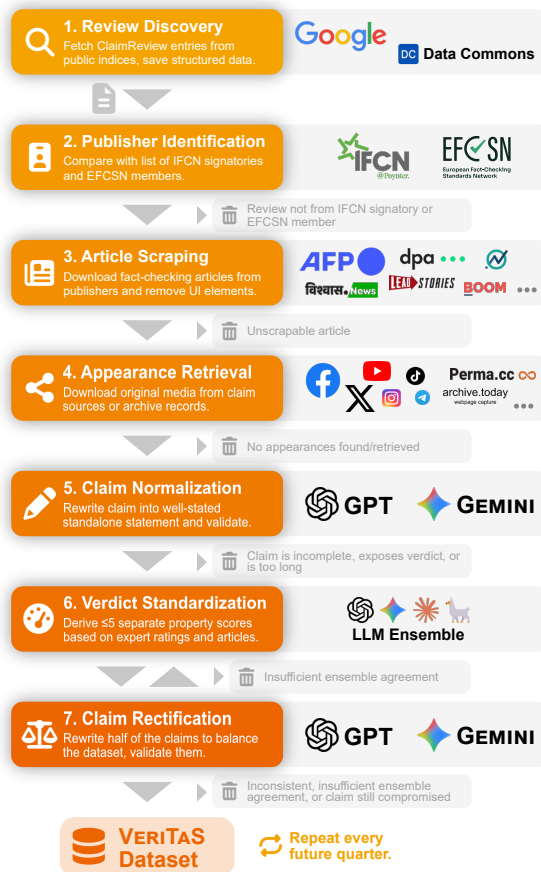 1. Review Discovery
Fetch ClaimReview entries from
public indices, save structured data.
Google
DC Data Commons
2. Publisher Identification
Compare with list of IFCN signatories
and EFCSN members.
IFCN
@Poynter.
EFCSN
European Fact-Checking
Standards Network
Review not from IFCN signatory or
EFCSN member
3. Article Scraping
Download fact-checking articles from
publishers and remove UI elements.
AFP
dpa
विश्वास.News
LEAD STORIES
BOOM
Unscrapable article
4. Appearance Retrieval
Download original media from claim
sources or archive records.
Perma.cc
archive.today
webpage capture
No appearances found/retrieved
5. Claim Normalization
Rewrite claim into well-stated
standalone statement and validate.
GPT
GEMINI
Claim is incomplete, exposes verdict, or
is too long
6. Verdict Standardization
Derive ≤5 separate property scores
based on expert ratings and articles.
LLM Ensemble
Insufficient ensemble agreement
7. Claim Rectification
Rewrite half of the claims to balance
the dataset, validate them.
GPT
GEMINI
Inconsistent, insufficient ensemble
agreement, or claim still compromised
VERITAS
Dataset
Repeat every
future quarter.